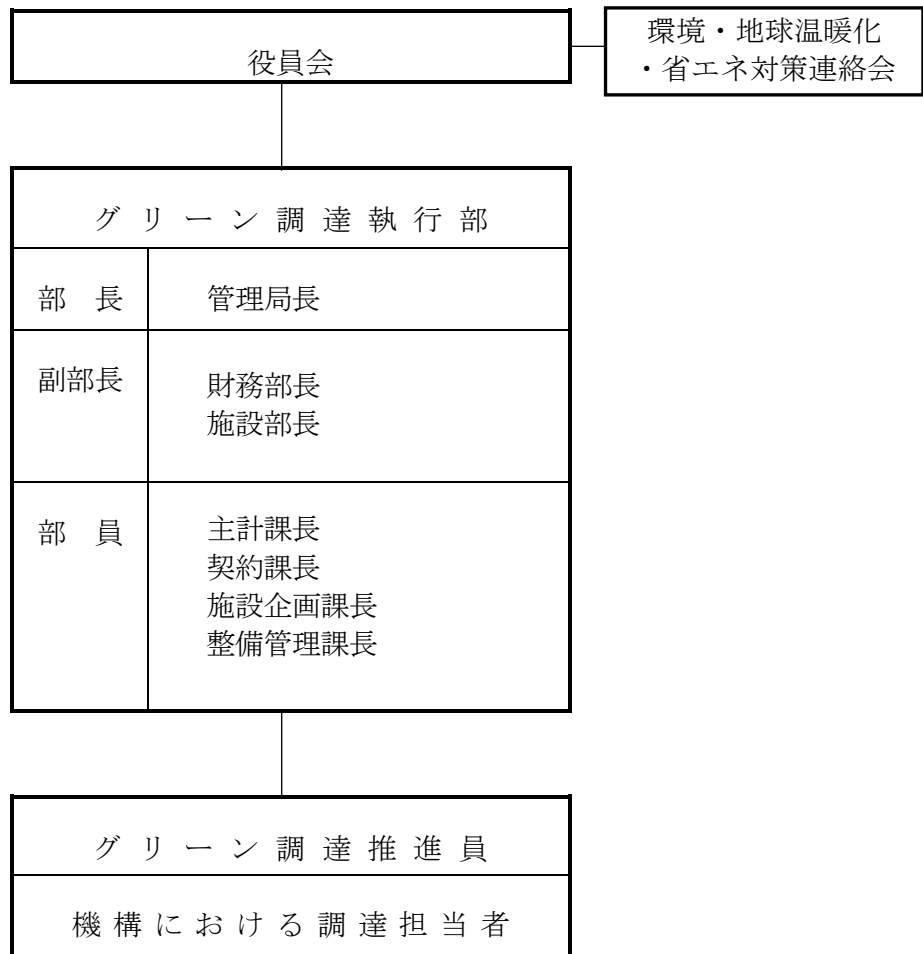 役員会
環境・地球温暖化
・省エネ対策連絡会
グリーン調達執行部
部　長　管理局長
副部長　財務部長
施設部長
部　員　主計課長
契約課長
施設企画課長
整備管理課長
グリーン調達推進員
機構における調達担当者